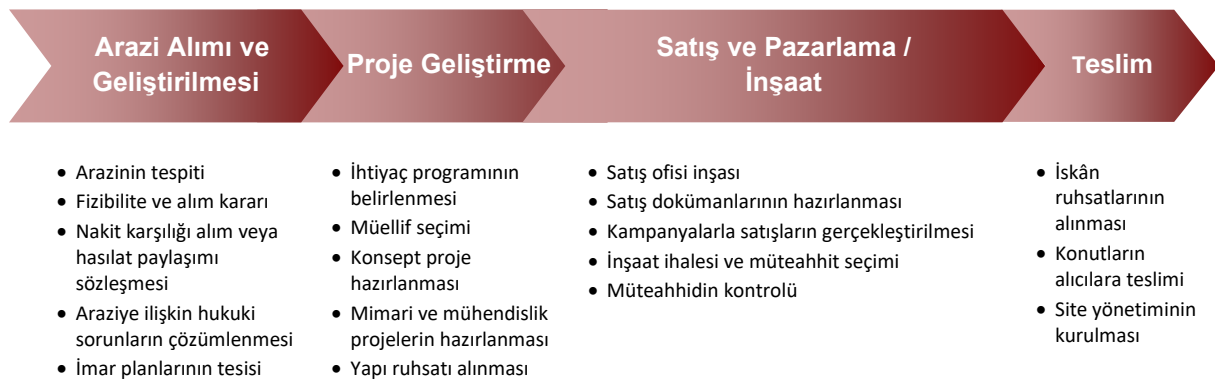 Arazi Alımı ve
Geliştirilmesi
Proje Geliştirme
Satış ve Pazarlama /
İnşaat
Teslim
• Arazinin tespiti
• Fizibilite ve alım kararı
• Nakit karşılığı alım veya
hasılat paylaşımı
sözleşmesi
• Araziye ilişkin hukuki
sorunların çözümlenmesi
• İmar planlarının tesisi
• İhtiyaç programının
belirlenmesi
• Müellif seçimi
• Konsept proje
hazırlanması
• Mimari ve mühendislik
projelerin hazırlanması
• Yapı ruhsatı alınması
• Satış ofisi inşası
• Satış dokümanlarının hazırlanması
• Kampanyalarla satışların gerçekleştirilmesi
• İnşaat ihalesi ve müteahhit seçimi
• Müteahhidin kontrolü
• İskân
ruhsatlarının
alınması
• Konutların
alıcılara teslimi
• Site yönetiminin
kurulması